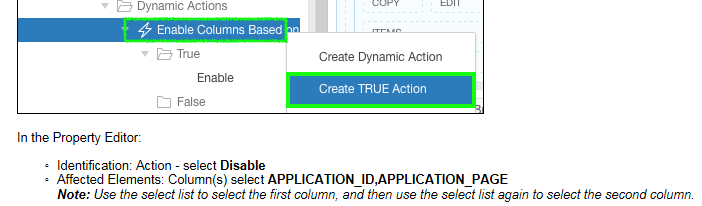 Dynamic Actions
COPY EDIT
Enable Columns Based on
ITEMS
True
Create Dynamic Action
Enable
Create TRUE Action
False
In the Property Editor:
◦ Identification: Action - select Disable
◦ Affected Elements: Column(s) select APPLICATION_ID,APPLICATION_PAGE
Note: Use the select list to select the first column, and then use the select list again to select the second column.